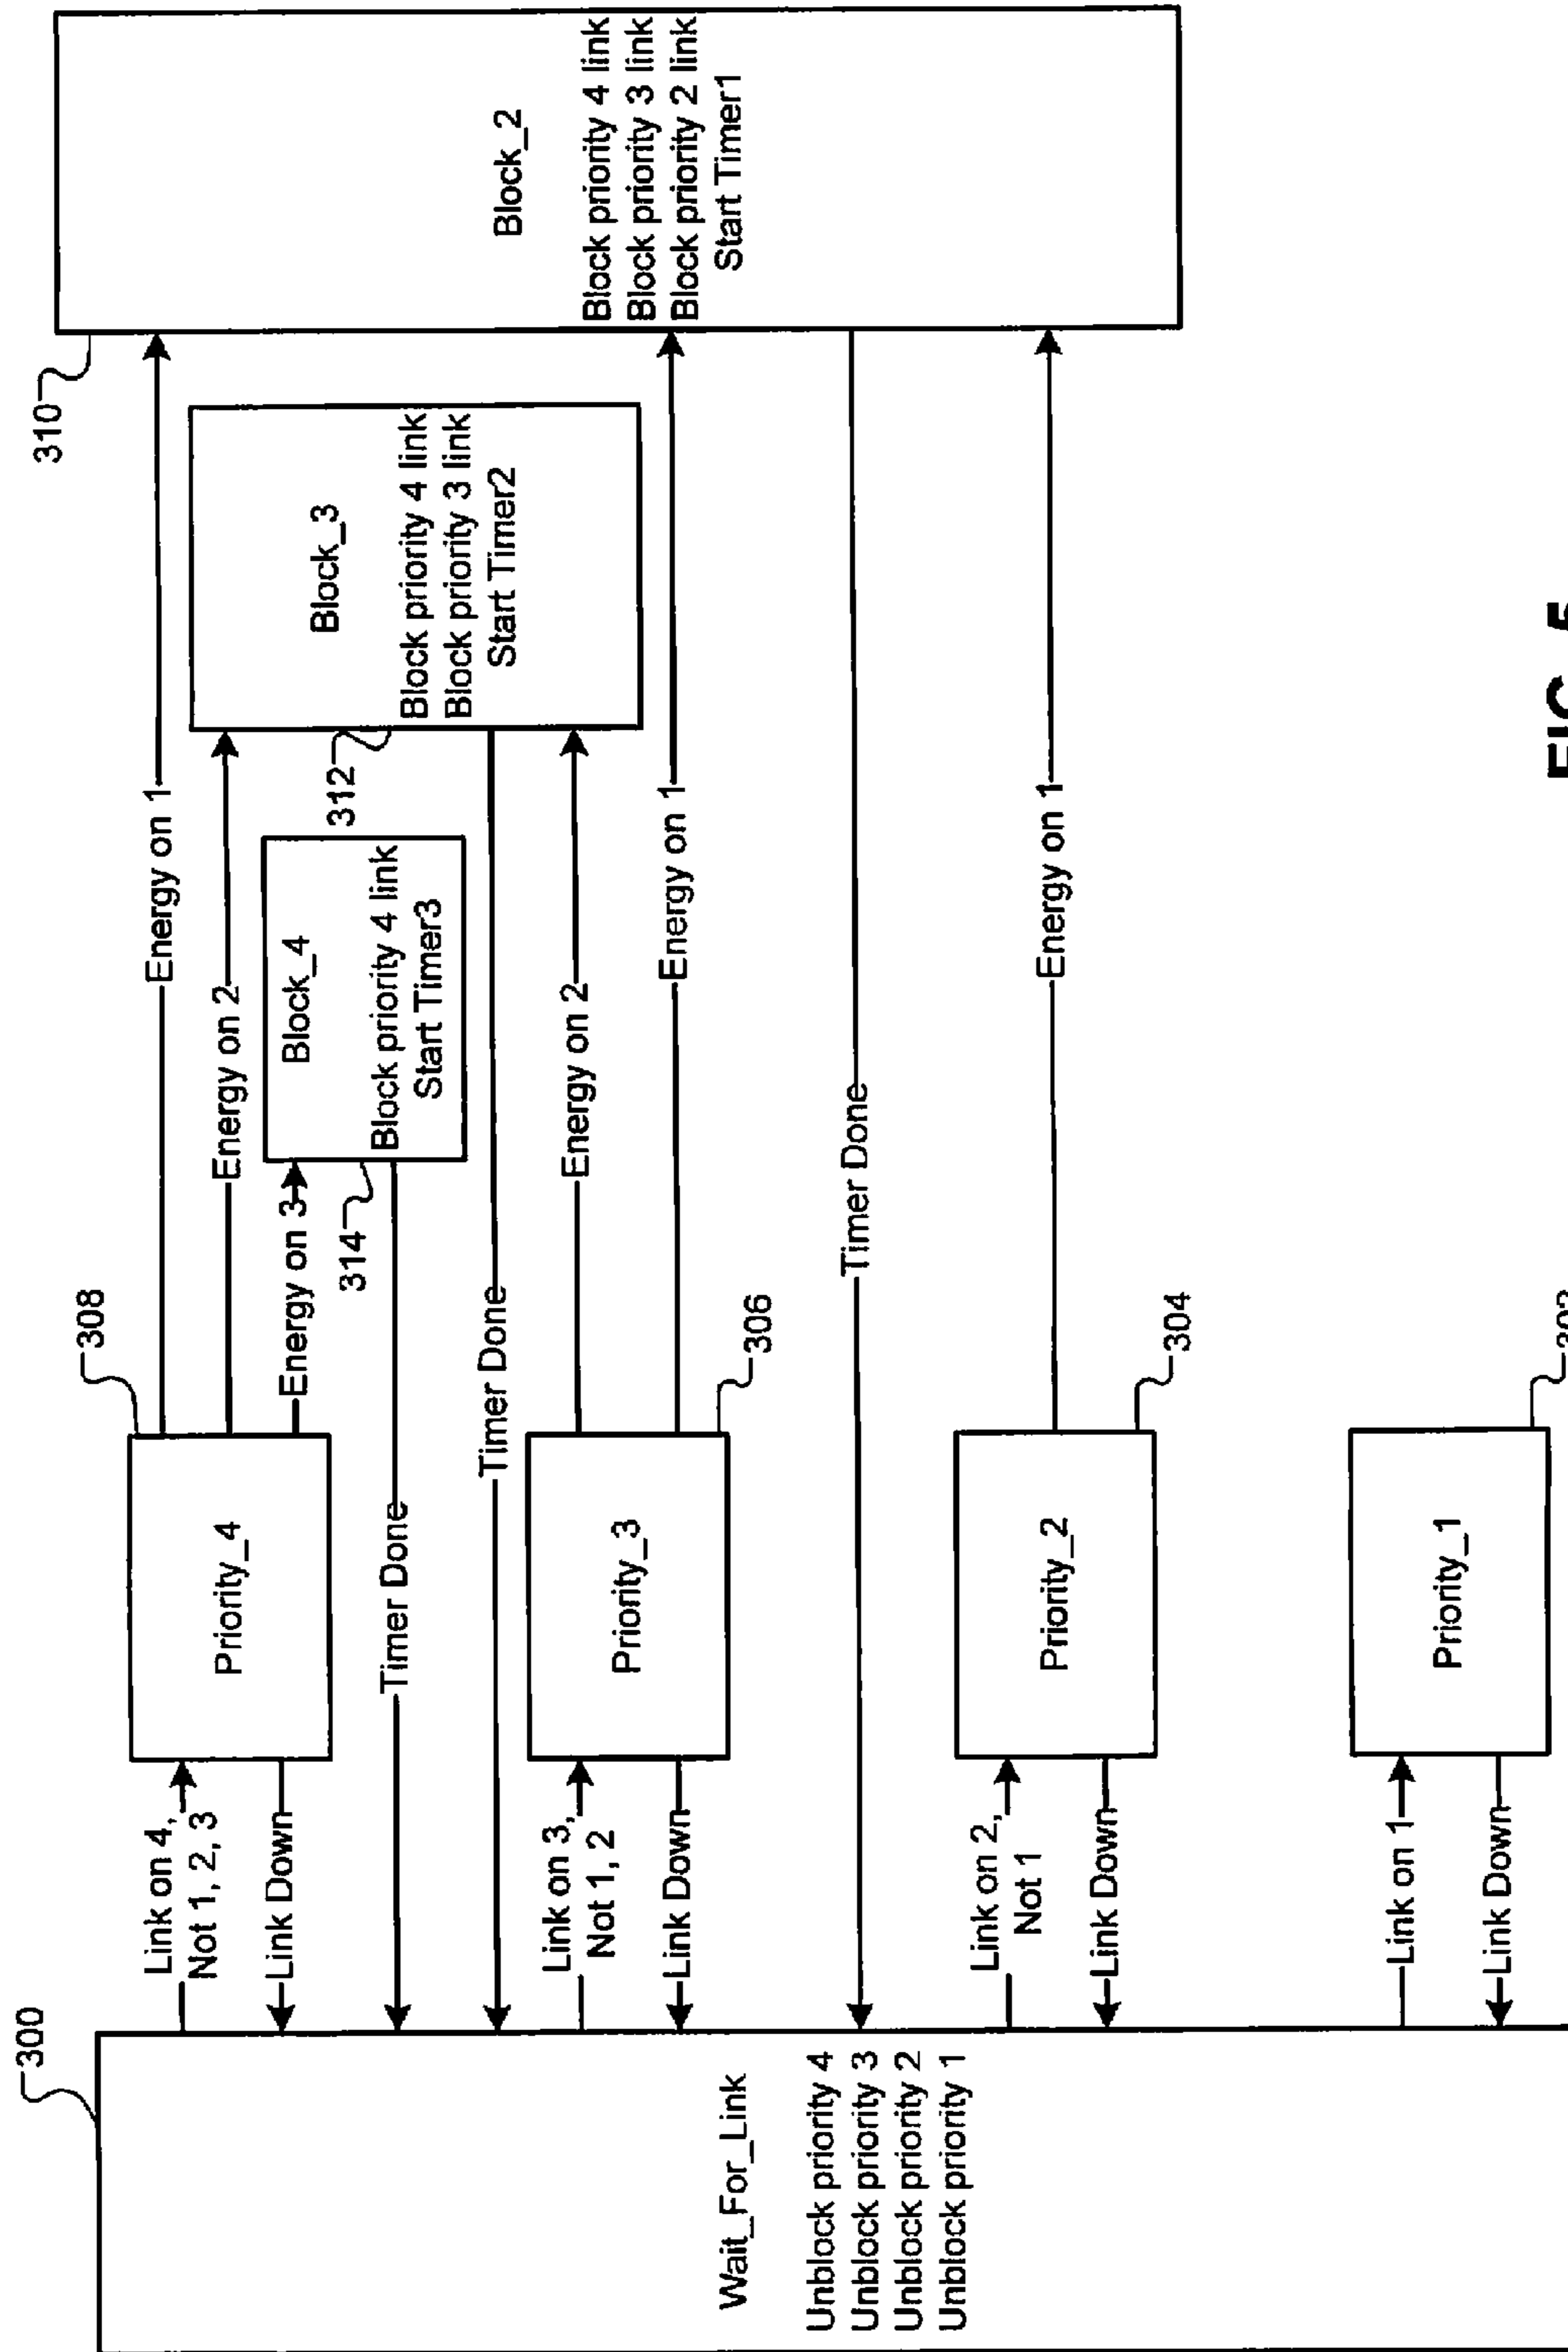 300
Wait_For_Link
Unblock priority 4
Unblock priority 3
Unblock priority 2
Unblock priority 1
Link on 4,
Not 1, 2, 3
Link Down
Timer Done
Timer Done
Link on 3,
Not 1, 2
Link Down
Timer Done
Link on 2,
Not 1
Link Down
Link on 1
Link Down
308
Priority_4
Priority_3
306
Priority_2
304
Priority_1
Energy on 1
Energy on 2
Energy on 3
314
Block_4
Block priority 4 link
Start Timer3
Energy on 2
Energy on 1
Energy on 1
312
Block_3
Block priority 4 link
Block priority 3 link
Start Timer2
310
Block_2
Block priority 4 link
Block priority 3 link
Block priority 2 link
Start Timer1